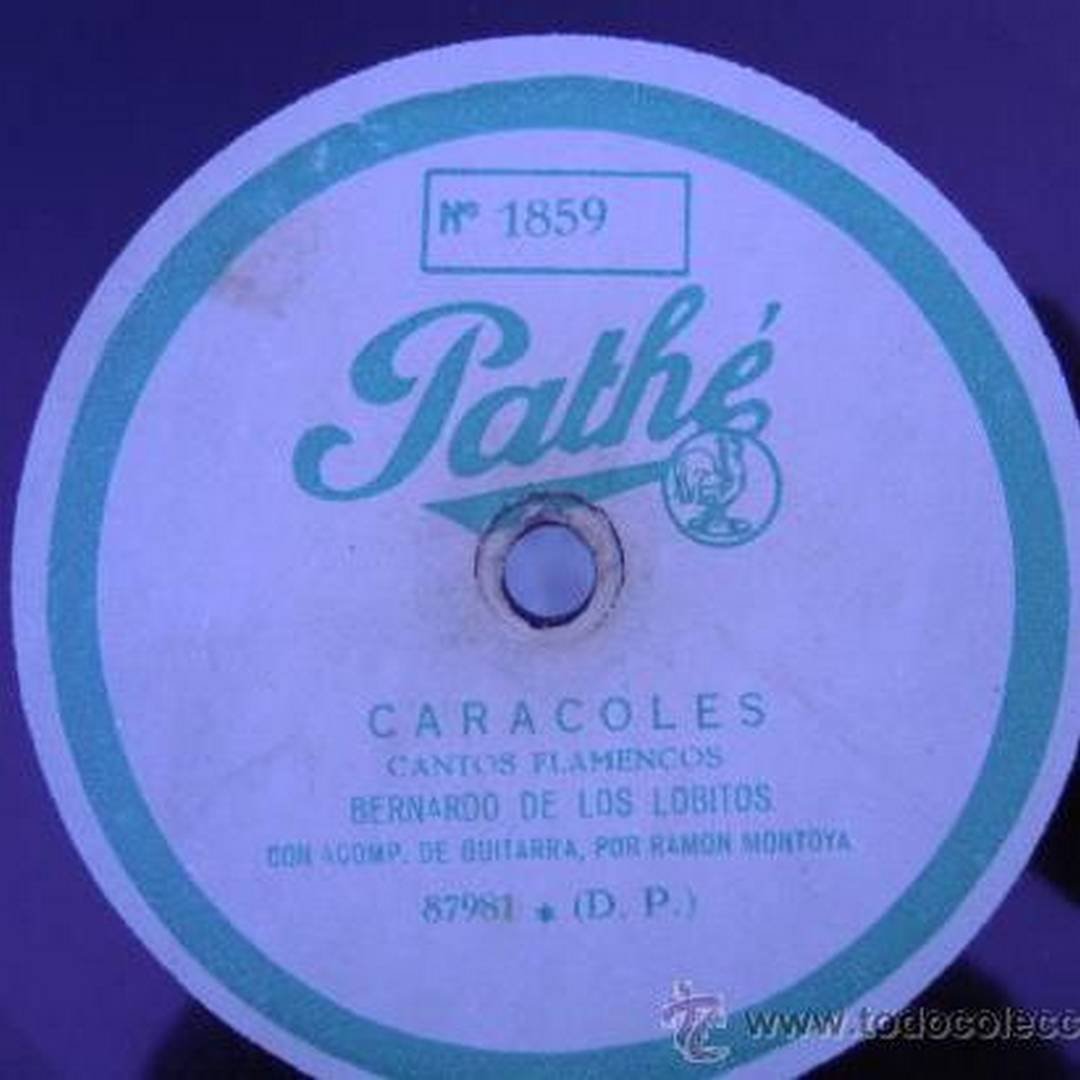 Nº 1859
Pathé
CARACOLES
CANTOS FLAMENCOS
BERNARDO DE LOS LOBITOS
CON ACOMP. DE GUITARRA, POR RAMON MONTOYA
87981 * (D. P.)
www.todocolecc